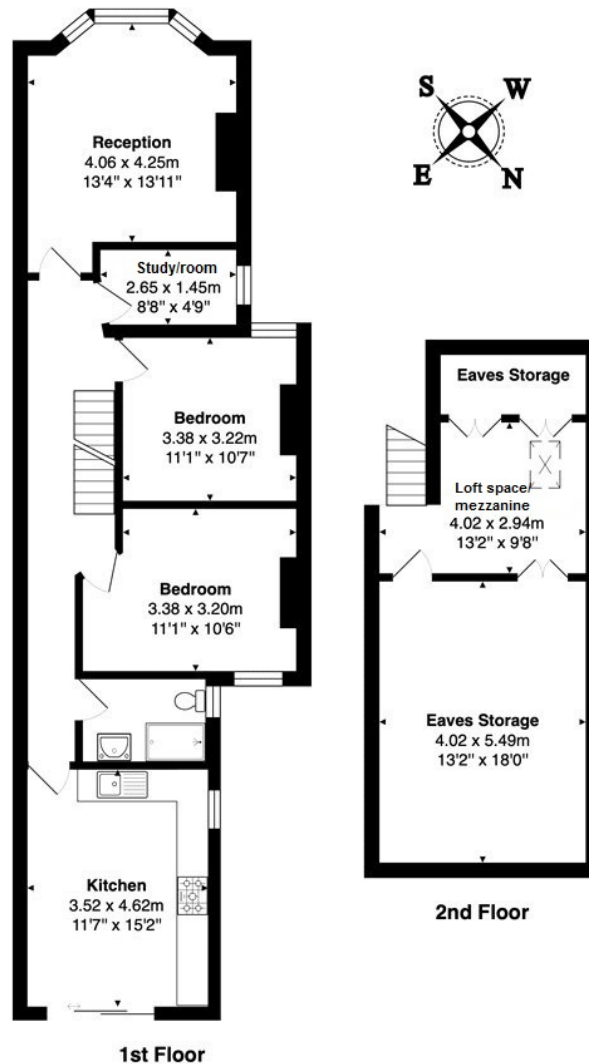 Reception
4.06 x 4.25m
13'4" x 13'11"
S
W
E
N
Study/room
2.65 x 1.45m
8'8" x 4'9"
Bedroom
3.38 x 3.22m
11'1" x 10'7"
Eaves Storage
Loft space/
mezzanine
4.02 x 2.94m
13'2" x 9'8"
Bedroom
3.38 x 3.20m
11'1" x 10'6"
Eaves Storage
4.02 x 5.49m
13'2" x 18'0"
Kitchen
3.52 x 4.62m
11'7" x 15'2"
2nd Floor
1st Floor